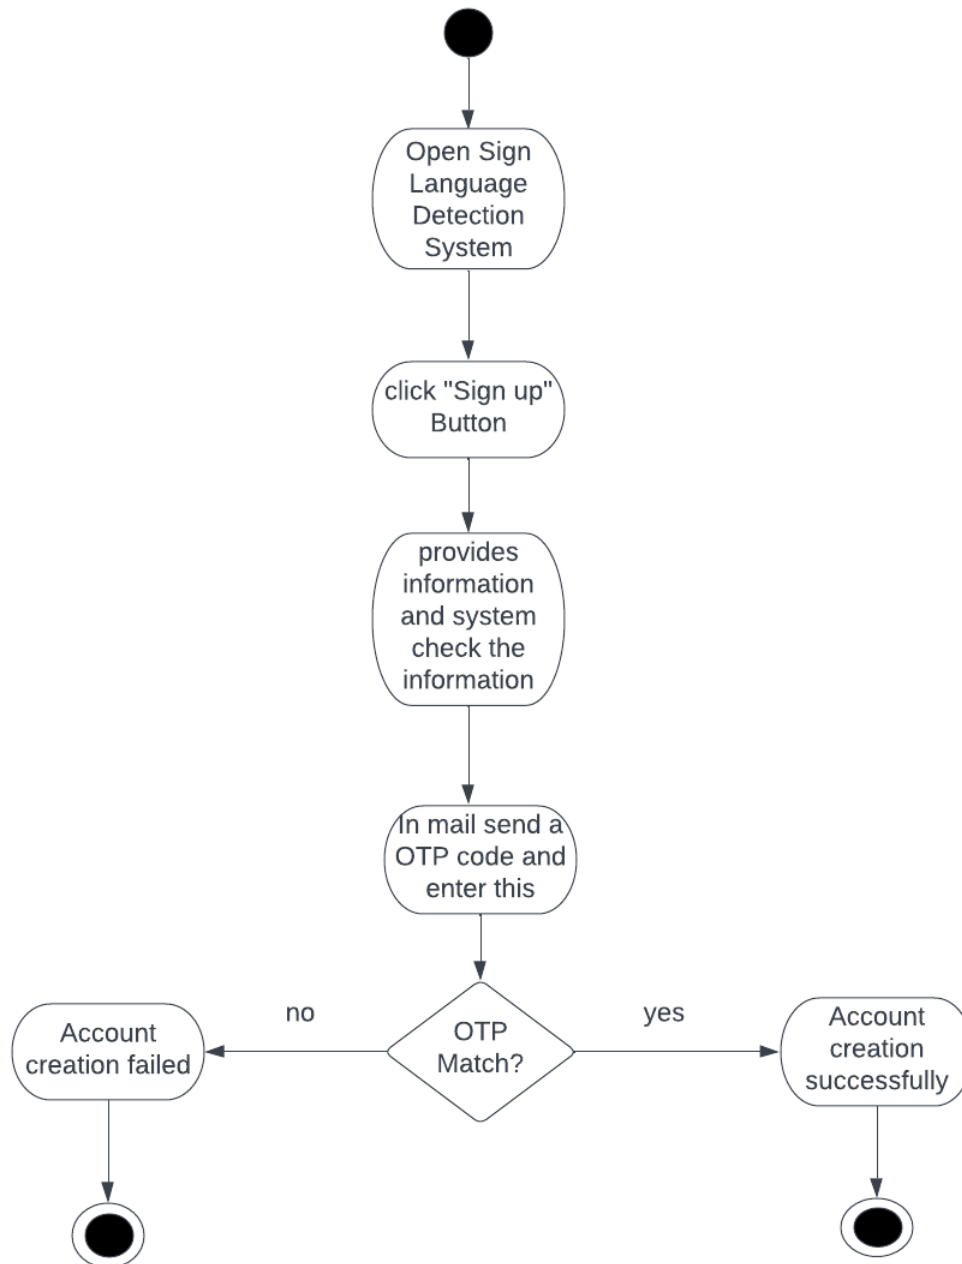 Open Sign
Language
Detection
System
click "Sign up"
Button
provides
information
and system
check the
information
In mail send a
OTP code and
enter this
OTP
Match?
no
yes
Account
creation failed
Account
creation
successfully